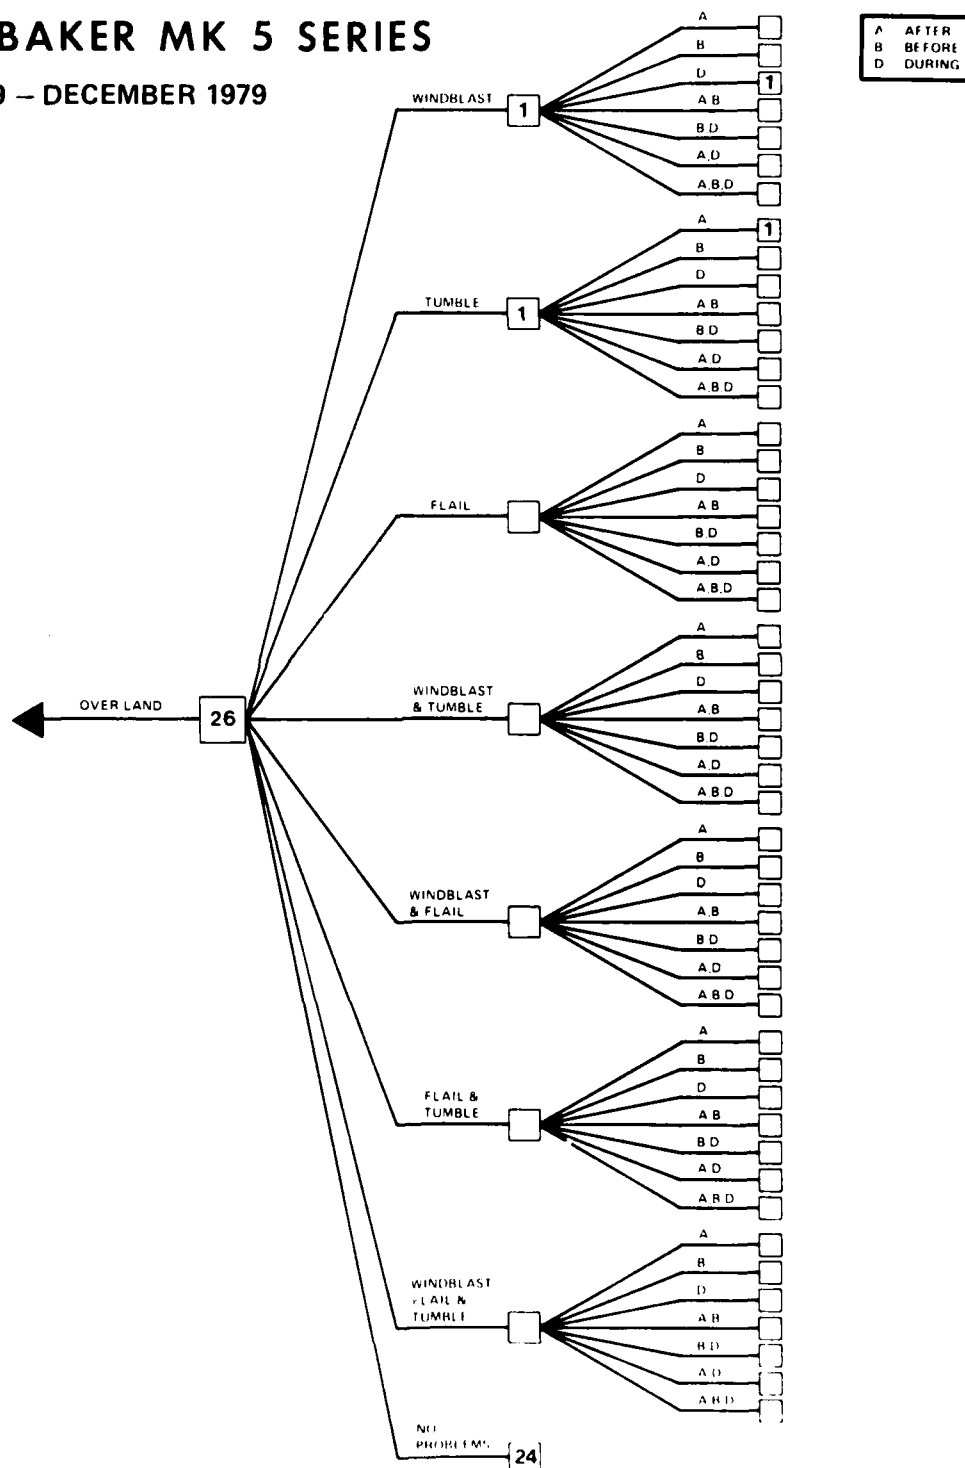 BAKER MK 5 SERIES
9 – DECEMBER 1979
A AFTER
B BEFORE
D DURING
OVER LAND
26
WINDBLAST
1
A
B
D 1
A B
B D
A,D
A,B,D
TUMBLE
1
A 1
B
D
A B
B D
A D
A,B,D
FLAIL
A
B
D
A B
B,D
A,D
A,B,D
WINDBLAST
& TUMBLE
A
B
D
A,B
B,D
A,D
A B D
WINDBLAST
& FLAIL
A
B
D
A,B
B D
A,D
A B D
FLAIL &
TUMBLE
A
B
D
A B
B D
A D
A B D
WINDBLAST
FLAIL &
TUMBLE
A
B
D
A B
B D
A D
A B D
NO
PROBLEMS
24